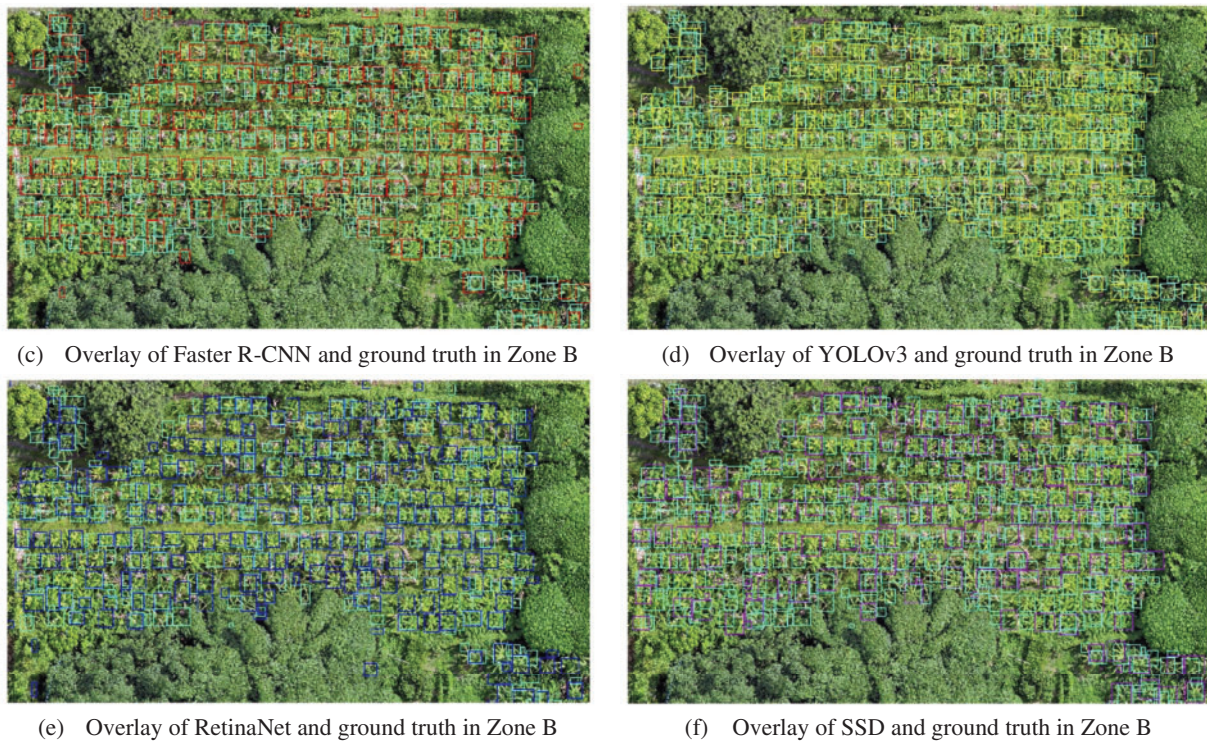 (c) Overlay of Faster R-CNN and ground truth in Zone B
(d) Overlay of YOLOv3 and ground truth in Zone B
(e) Overlay of RetinaNet and ground truth in Zone B
(f) Overlay of SSD and ground truth in Zone B